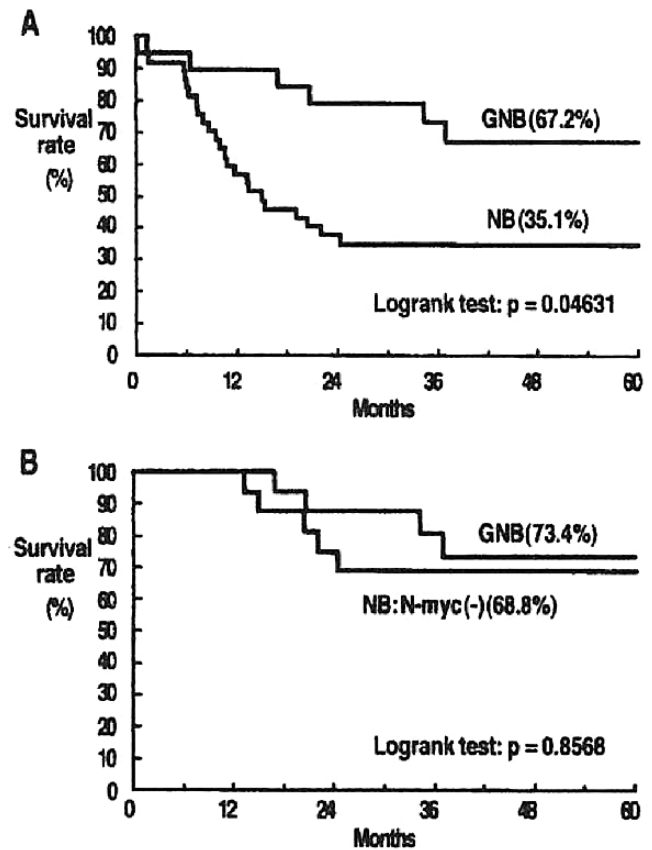 A
100
90
80
70
60
50
40
30
20
10
0
Survival
rate
(%)
GNB(67.2%)
NB(35.1%)
Logrank test: p = 0.04631
0 12 24 36 48 60
Months
B
100
90
80
70
60
50
40
30
20
10
0
Survival
rate
(%)
GNB(73.4%)
NB:N-myc(-)(68.8%)
Logrank test: p = 0.8568
0 12 24 36 48 60
Months